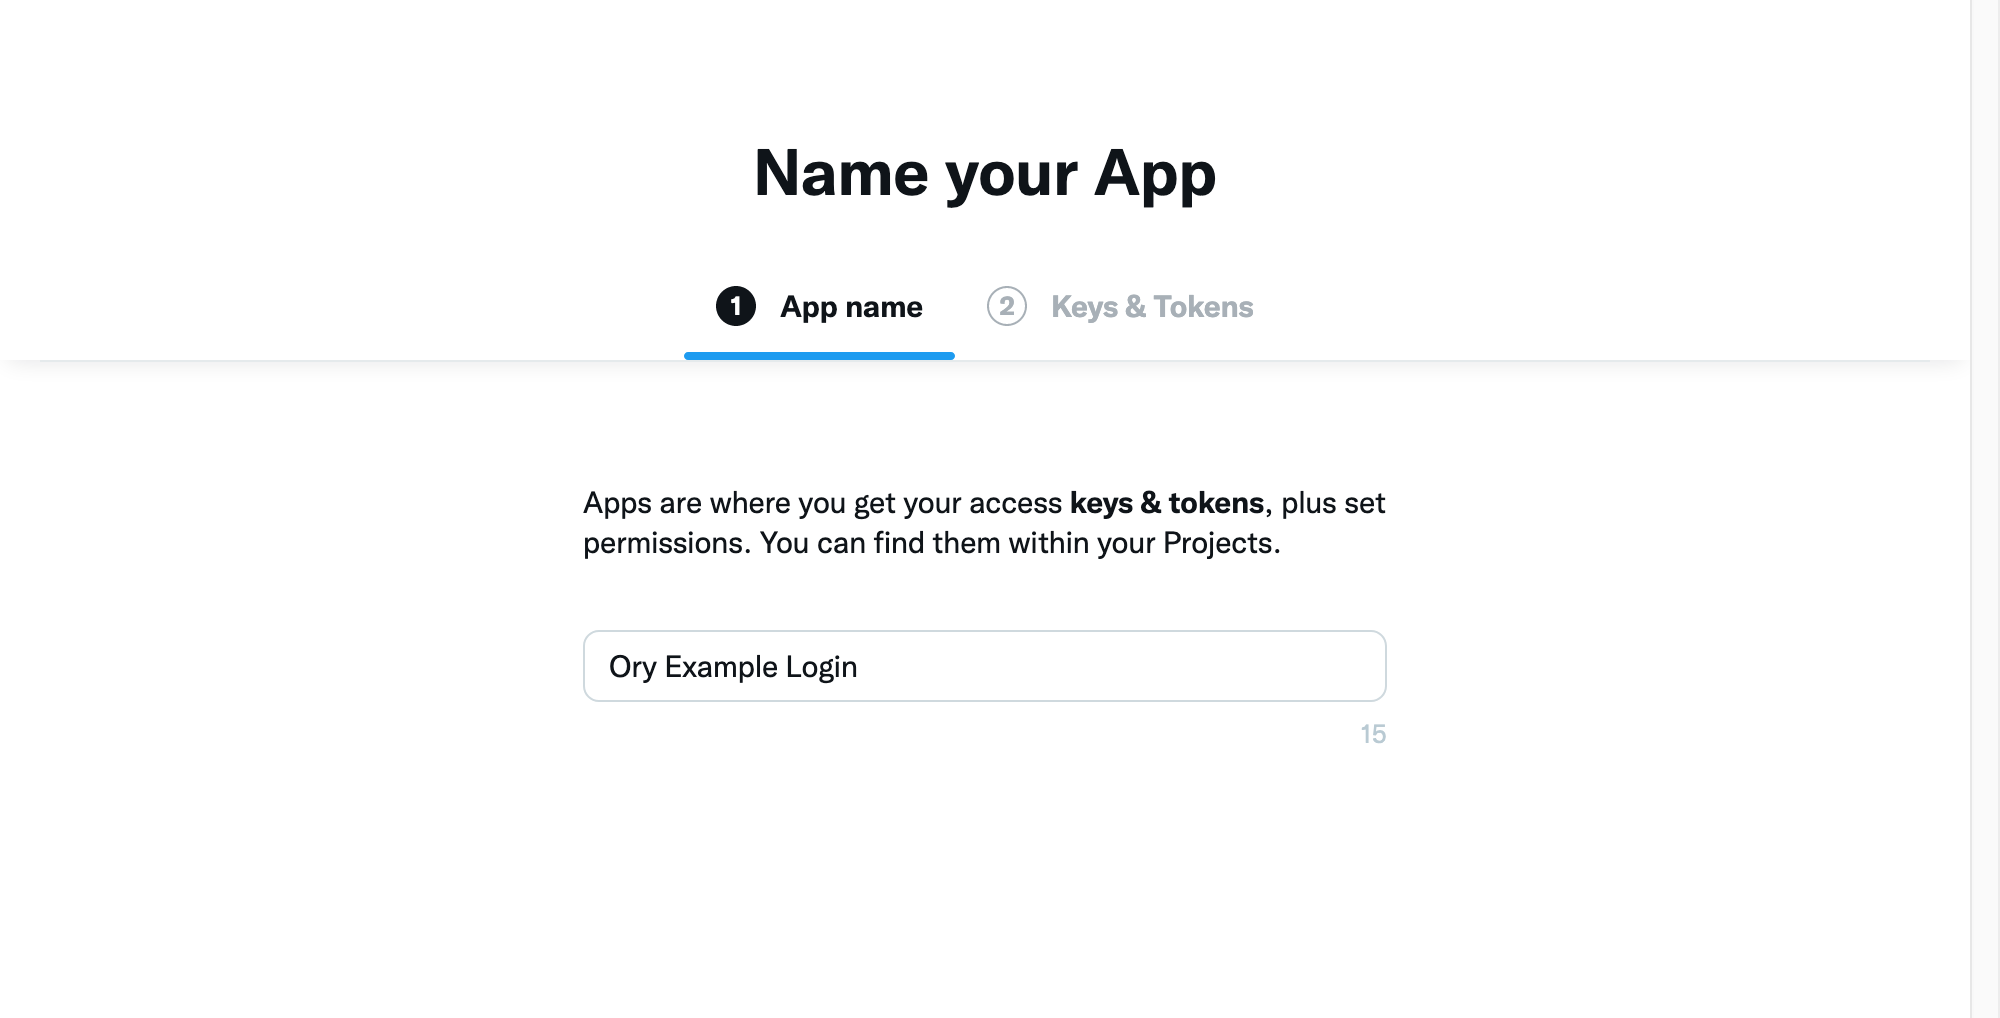 Name your App
1 App name 2 Keys & Tokens
Apps are where you get your access keys & tokens, plus set
permissions. You can find them within your Projects.
Ory Example Login
15